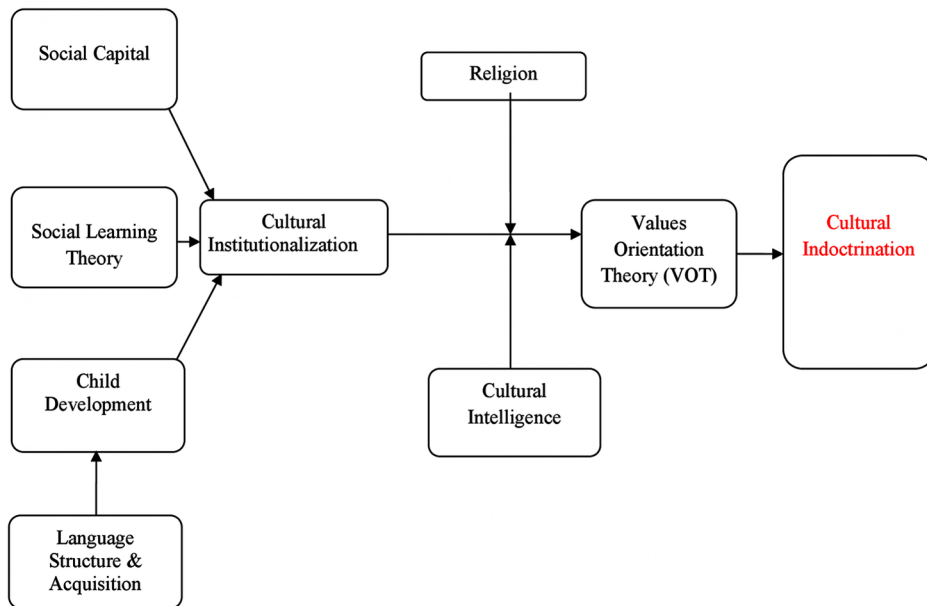 Social Capital
Religion
Social Learning
Theory
Cultural
Institutionalization
Values
Orientation
Theory (VOT)
Cultural
Indoctrination
Child
Development
Cultural
Intelligence
Language
Structure &
Acquisition